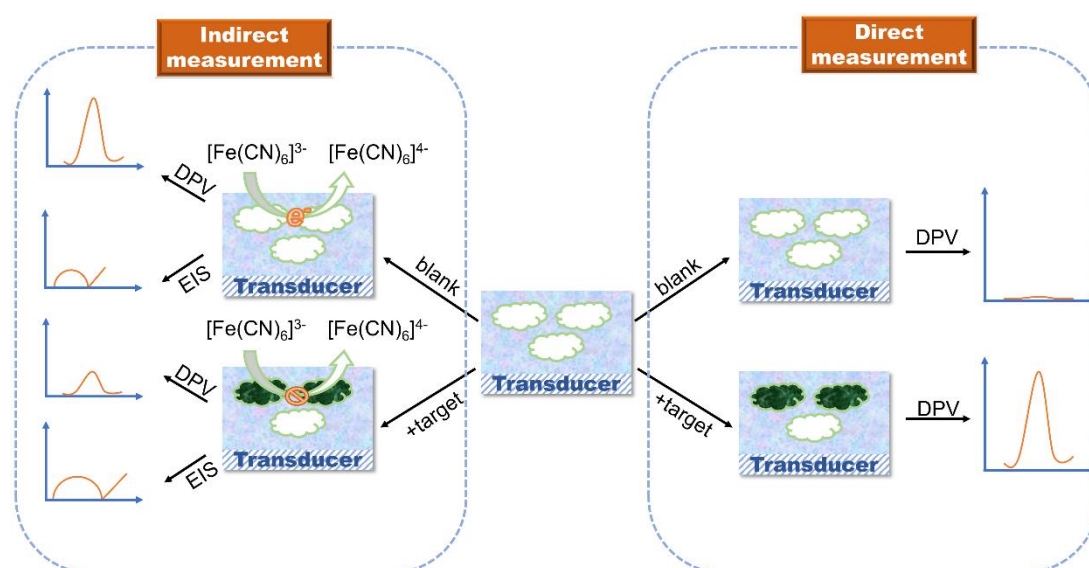 Indirect
measurement
[Fe(CN)₆]³⁻ [Fe(CN)₆]⁴⁻
DPV
e⁻
EIS
Transducer
blank
[Fe(CN)₆]³⁻ [Fe(CN)₆]⁴⁻
DPV
EIS
Transducer
+target
Transducer
Direct
measurement
blank
DPV
Transducer
+target
DPV
Transducer